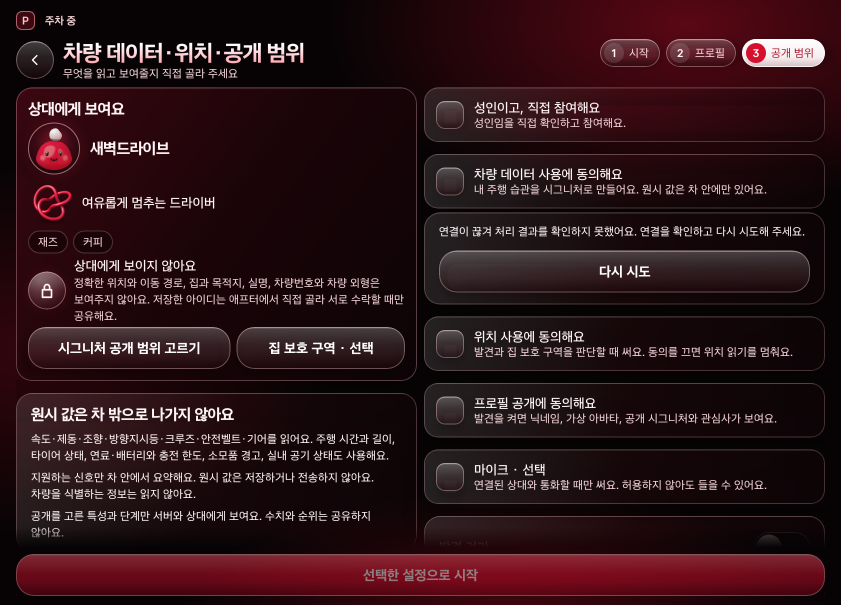 P 주차 중
차량 데이터·위치·공개 범위
무엇을 읽고 보여줄지 직접 골라 주세요
1 시작
2 프로필
3 공개 범위
상대에게 보여요
새벽드라이브
여유롭게 멈추는 드라이버
재즈
커피
상대에게 보이지 않아요
정확한 위치와 이동 경로, 집과 목적지, 실명, 차량번호와 차량 외형은
보여주지 않아요. 저장한 아이디는 애프터에서 직접 골라 서로 수락할 때만
공유해요.
시그니처 공개 범위 고르기
집 보호 구역 · 선택
원시 값은 차 밖으로 나가지 않아요
속도·제동·조향·방향지시등·크루즈·안전벨트·기어를 읽어요. 주행 시간과 길이,
타이어 상태, 연료·배터리와 충전 한도, 소모품 경고, 실내 공기 상태도 사용해요.
지원하는 신호만 차 안에서 요약해요. 원시 값은 저장하거나 전송하지 않아요.
차량을 식별하는 정보는 읽지 않아요.
공개를 고른 특성과 단계만 서버와 상대에게 보여요. 수치와 순위는 공유하지
않아요.
성인이고, 직접 참여해요
성인임을 직접 확인하고 참여해요.
차량 데이터 사용에 동의해요
내 주행 습관을 시그니처로 만들어요. 원시 값은 차 안에만 있어요.
연결이 끊겨 처리 결과를 확인하지 못했어요. 연결을 확인하고 다시 시도해 주세요.
다시 시도
위치 사용에 동의해요
발견과 집 보호 구역을 판단할 때 써요. 동의를 끄면 위치 읽기를 멈춰요.
프로필 공개에 동의해요
발견을 켜면 닉네임, 가상 아바타, 공개 시그니처와 관심사가 보여요.
마이크 · 선택
연결된 상대와 통화할 때만 써요. 허용하지 않아도 들을 수 있어요.
선택한 설정으로 시작